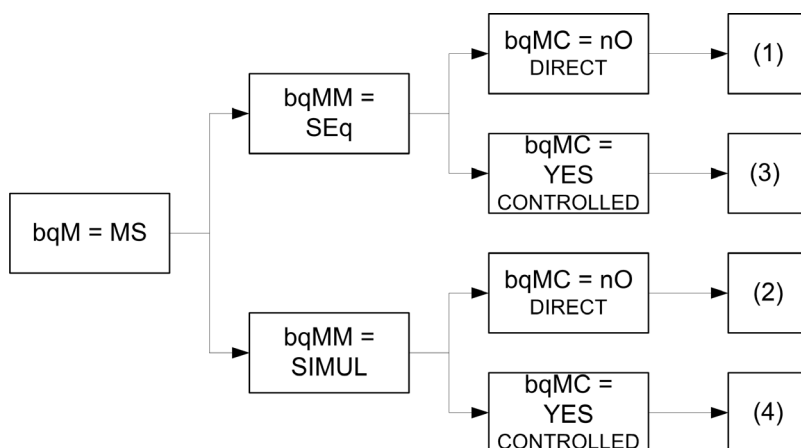 bqM = MS
bqMM =
SEq
bqMC = nO
DIRECT
(1)
bqMC =
YES
CONTROLLED
(3)
bqMM =
SIMUL
bqMC = nO
DIRECT
(2)
bqMC =
YES
CONTROLLED
(4)